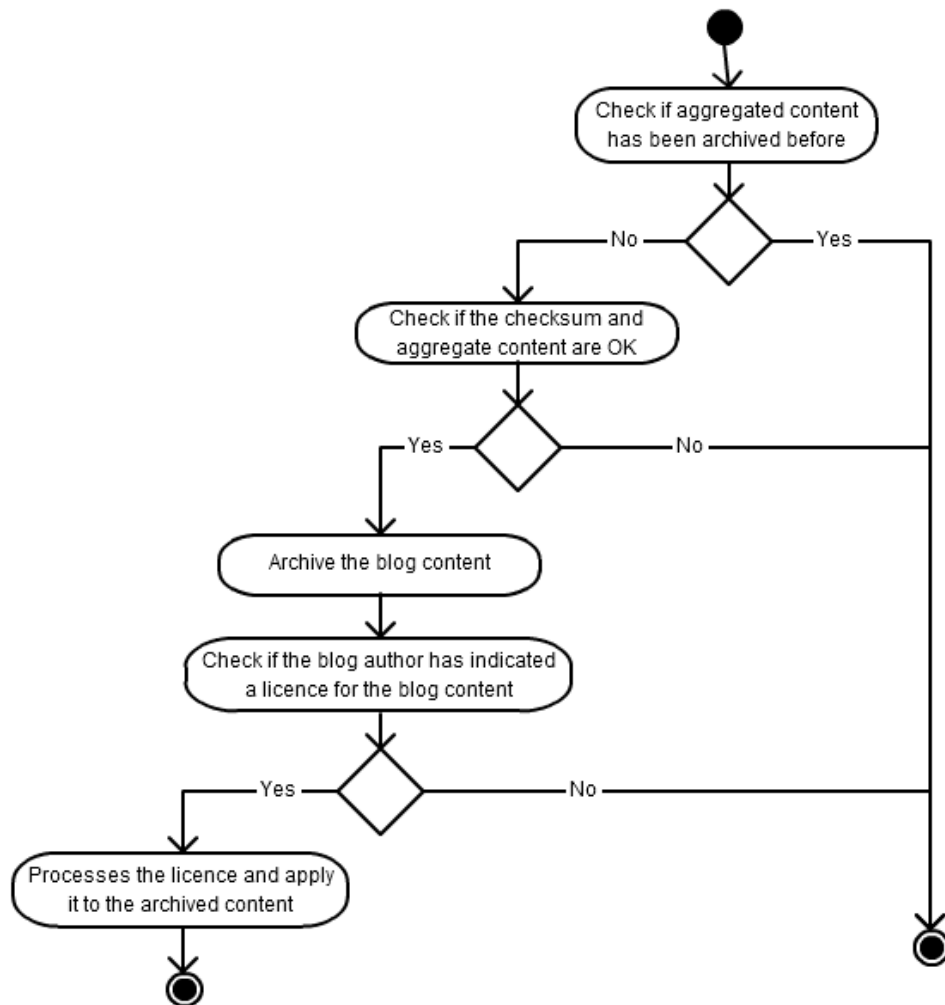 Check if aggregated content
has been archived before
No
Yes
Check if the checksum and
aggregate content are OK
Yes
No
Archive the blog content
Check if the blog author has indicated
a licence for the blog content
Yes
No
Processes the licence and apply
it to the archived content